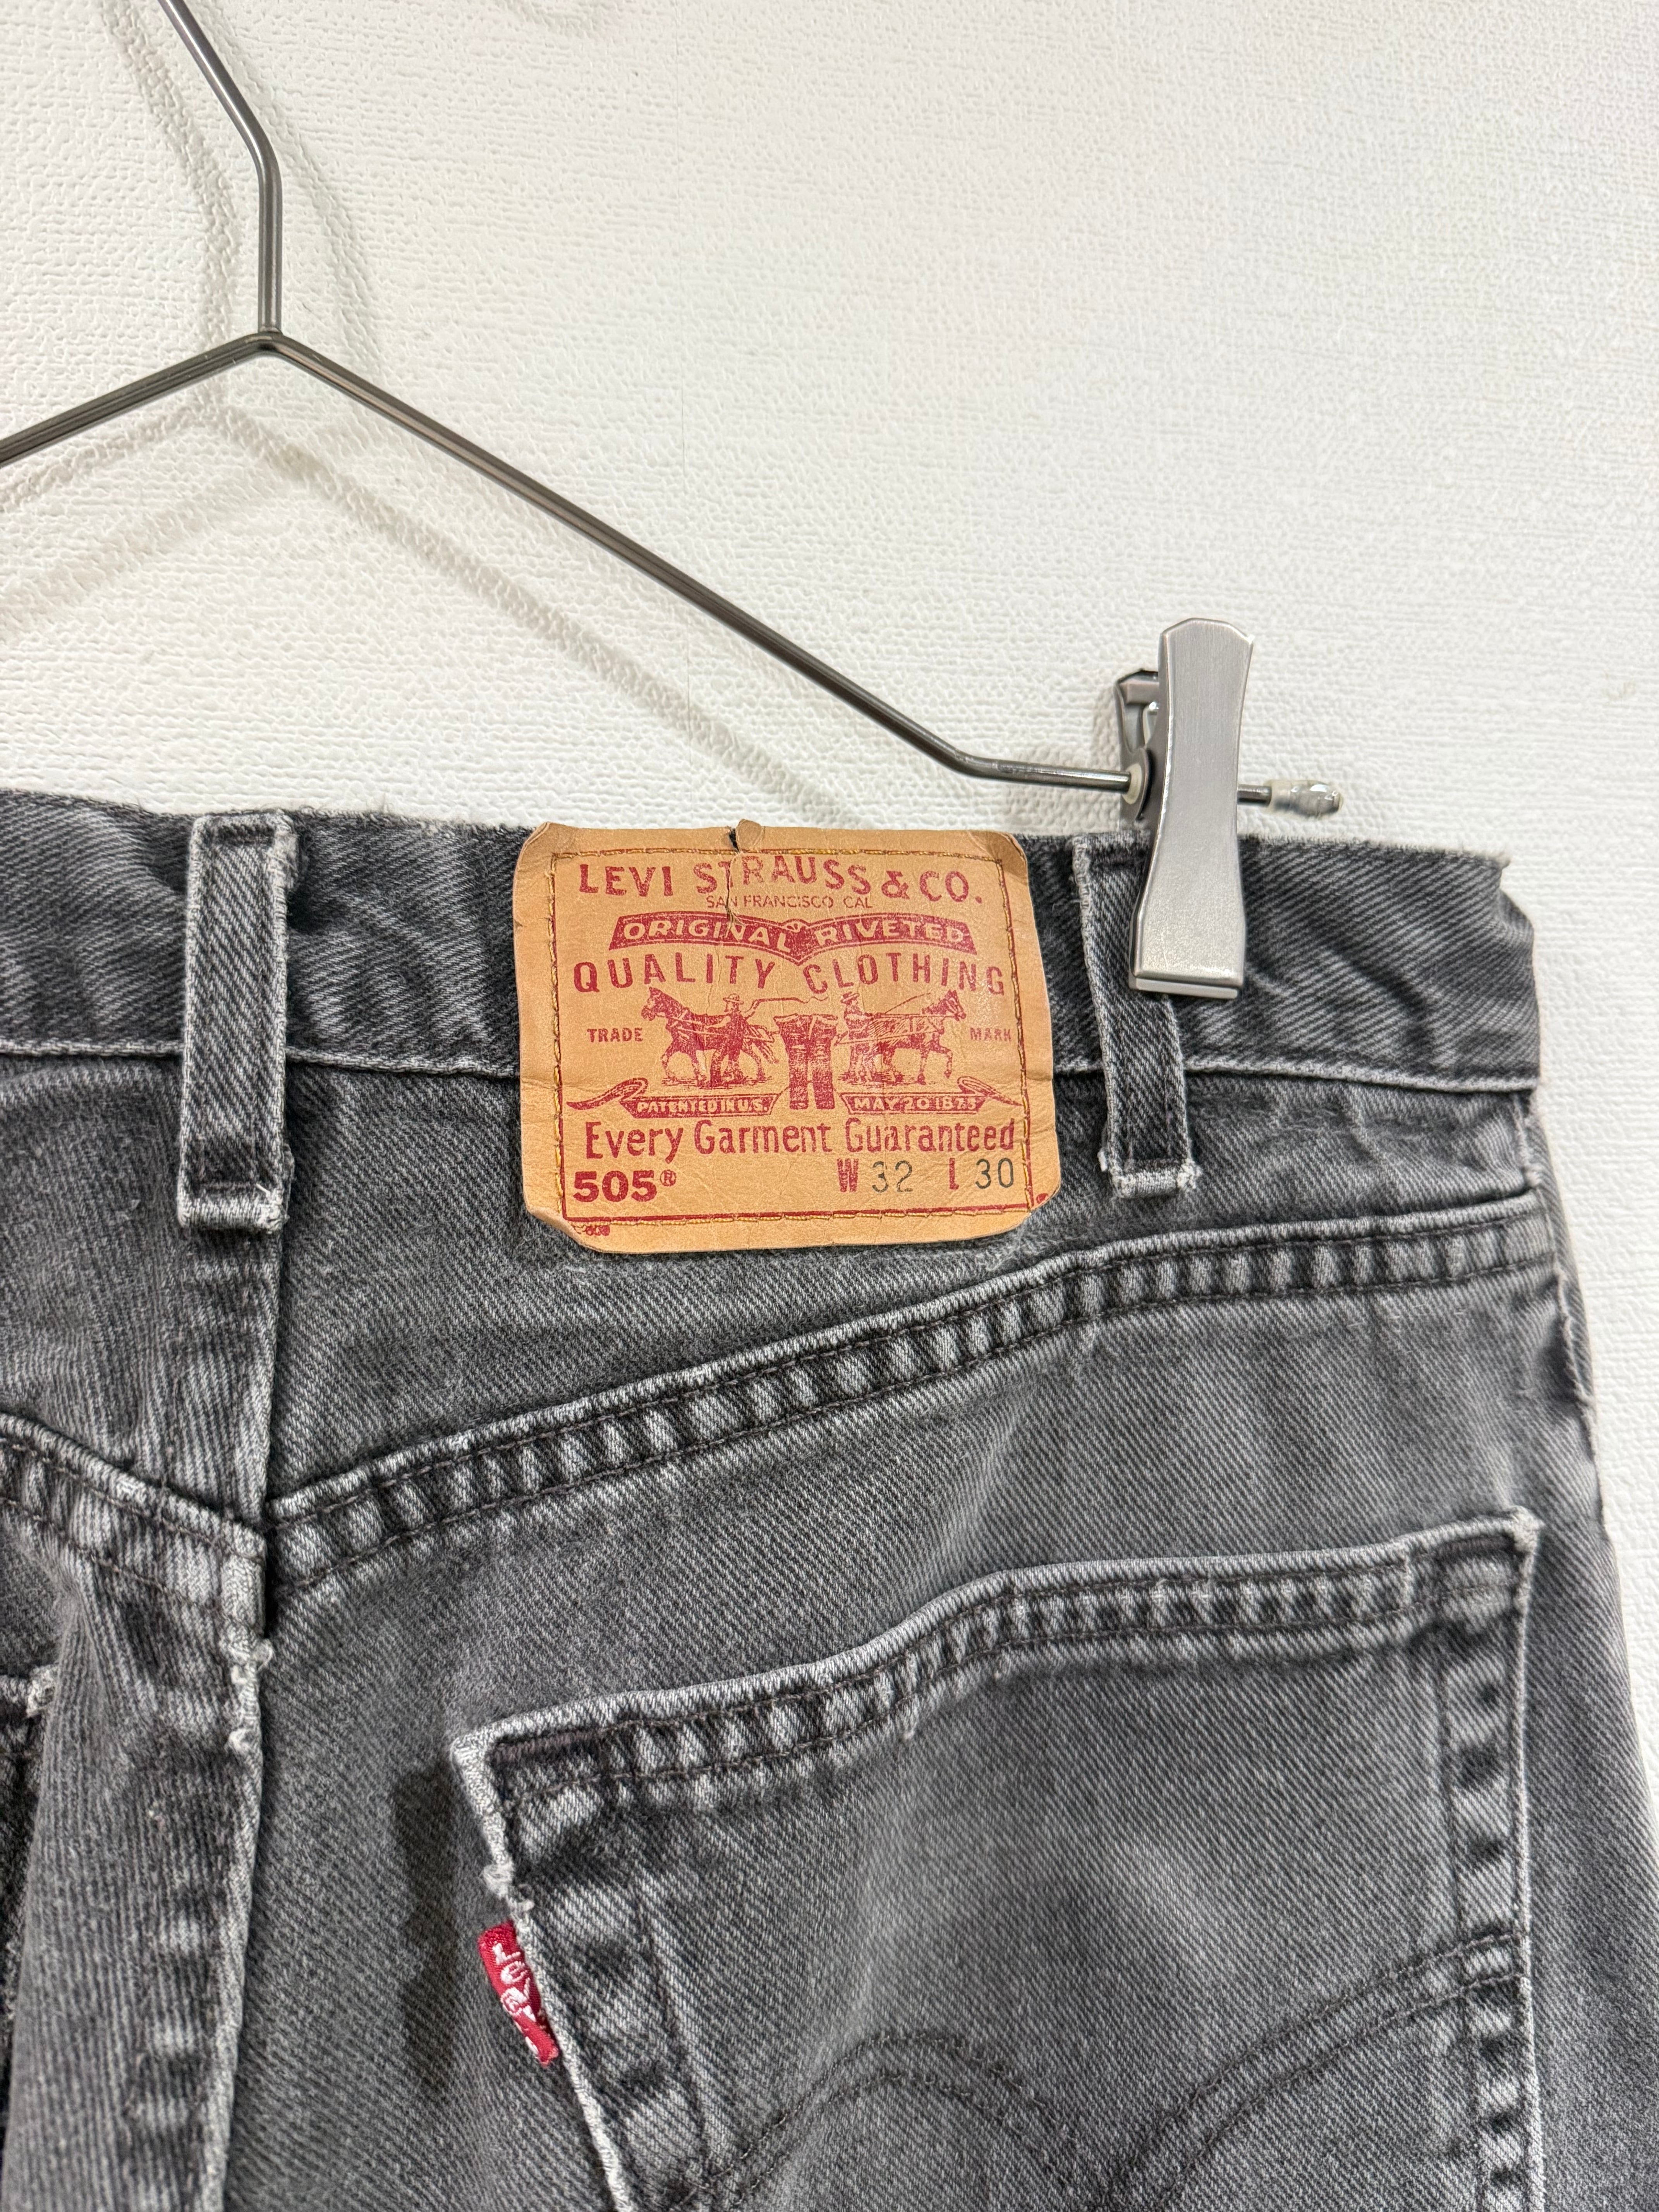 LEVI STRAUSS & CO.
SAN FRANCISCO CAL
ORIGINAL RIVETED
QUALITY CLOTHING
TRADE MARK
PATENTED IN U.S. MAY 20 1873
Every Garment Guaranteed
505® W 32 L 30
LEVI'S